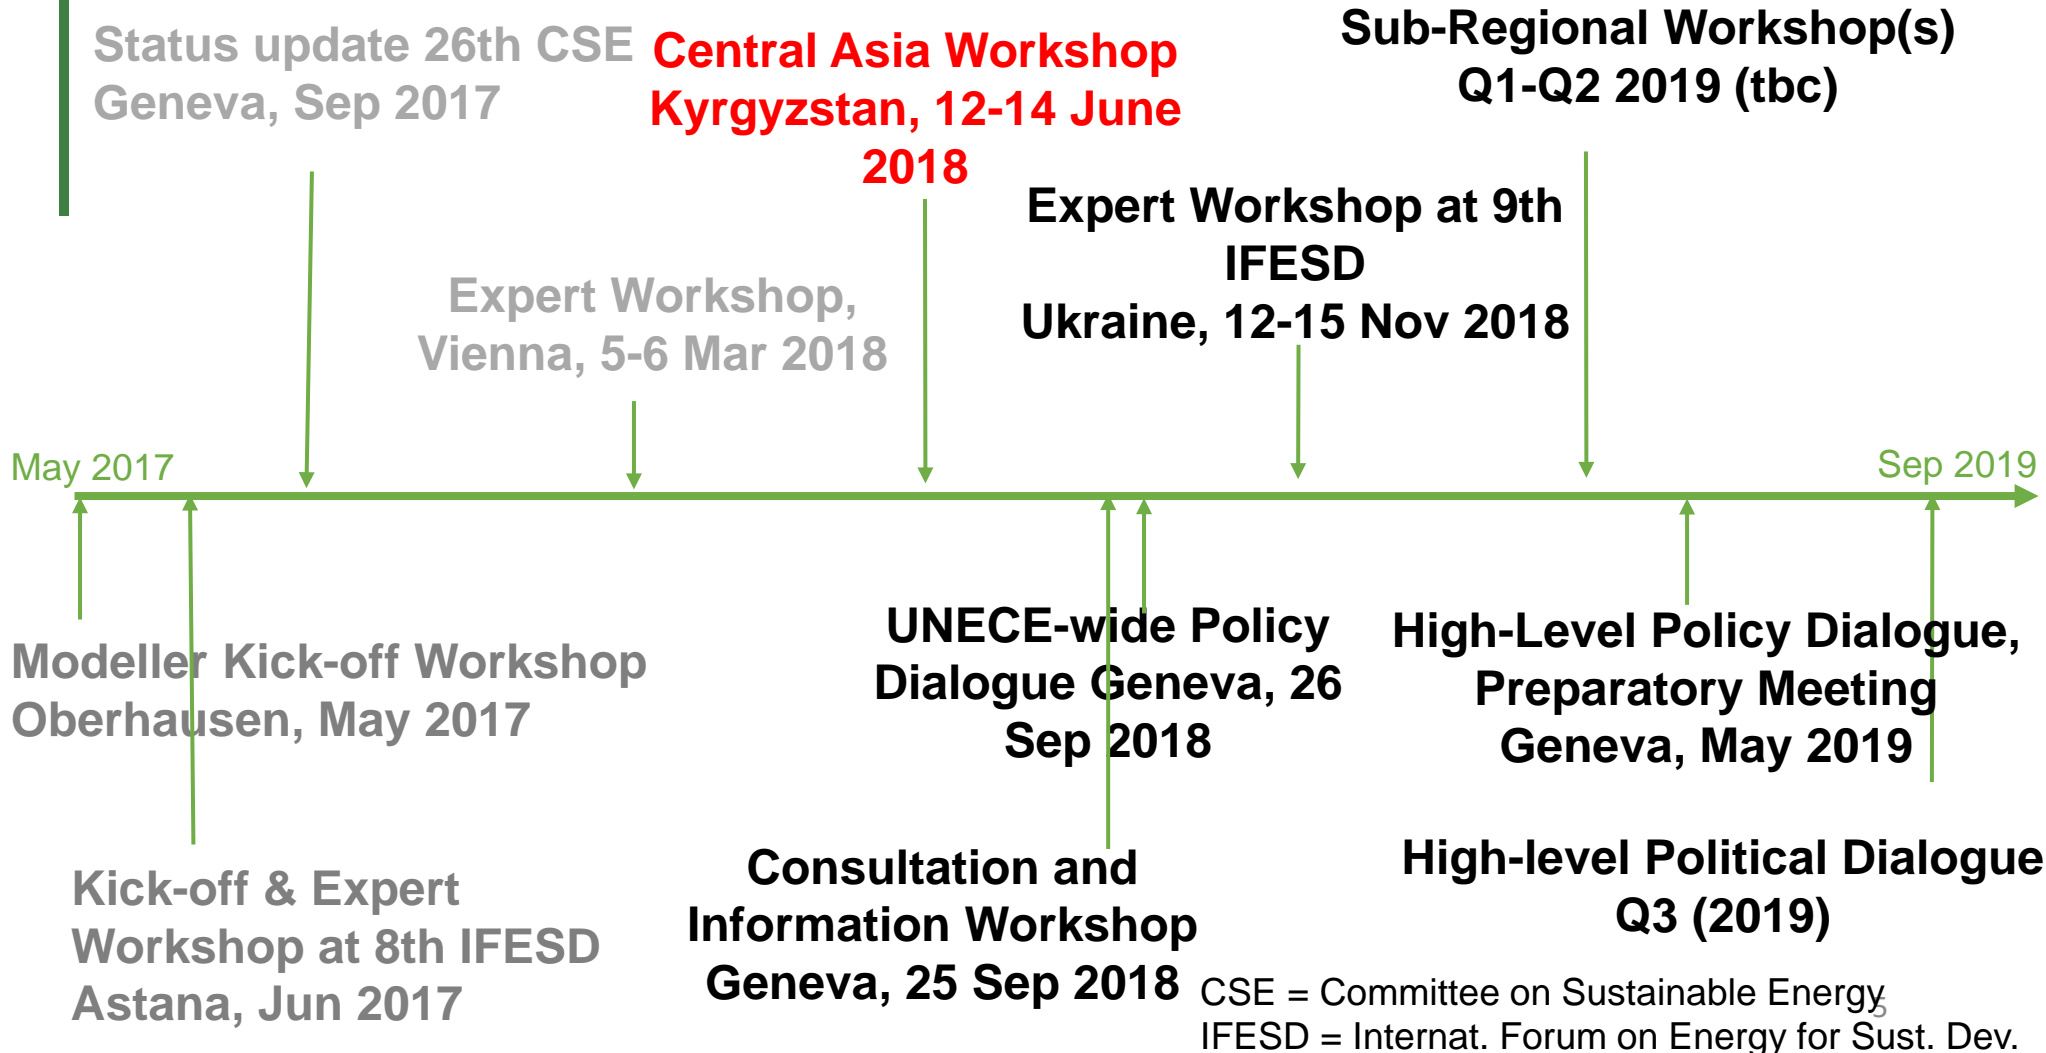 Status update 26th CSE
Geneva, Sep 2017
Central Asia Workshop
Kyrgyzstan, 12-14 June
2018
Sub-Regional Workshop(s)
Q1-Q2 2019 (tbc)
Expert Workshop at 9th
IFESD
Ukraine, 12-15 Nov 2018
Expert Workshop,
Vienna, 5-6 Mar 2018
May 2017
Sep 2019
Modeller Kick-off Workshop
Oberhausen, May 2017
UNECE-wide Policy
Dialogue Geneva, 26
Sep 2018
High-Level Policy Dialogue,
Preparatory Meeting
Geneva, May 2019
Kick-off & Expert
Workshop at 8th IFESD
Astana, Jun 2017
Consultation and
Information Workshop
Geneva, 25 Sep 2018
High-level Political Dialogue
Q3 (2019)
CSE = Committee on Sustainable Energy
5
IFESD = Internat. Forum on Energy for Sust. Dev.